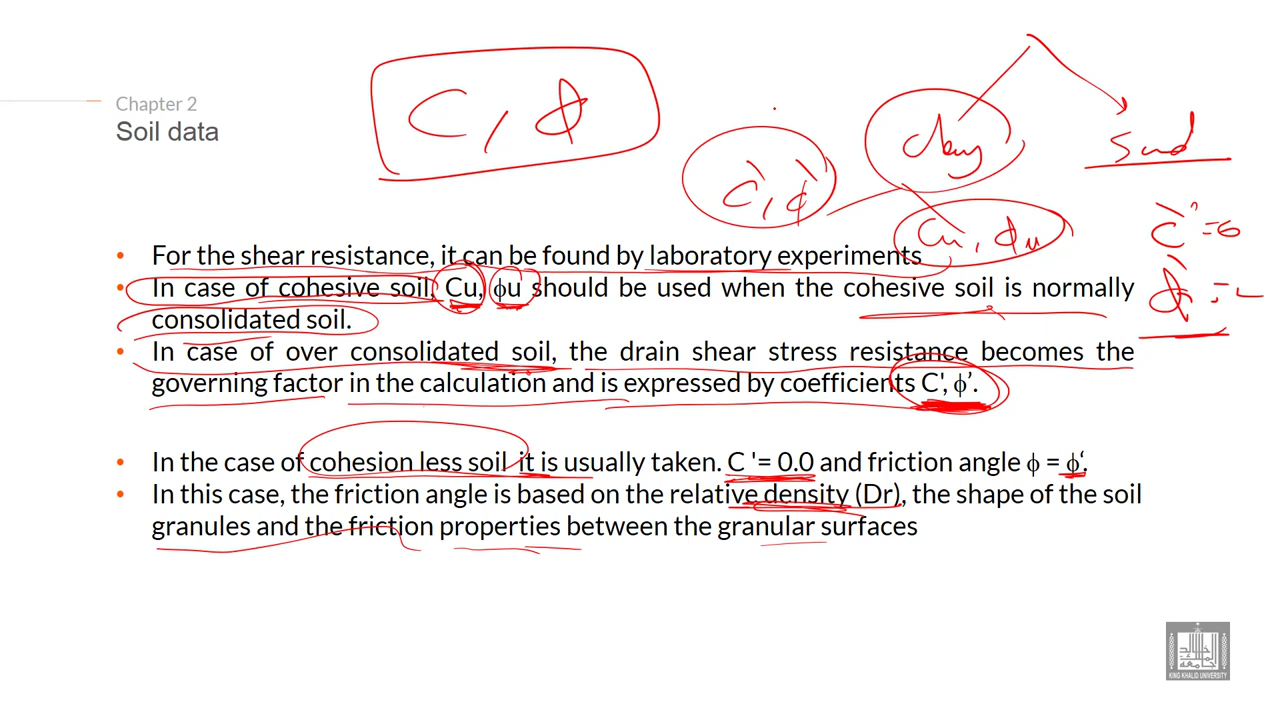 Chapter 2
Soil data
C, ϕ
clay
Sand
C', ϕ'
Cu, ϕu
C' = 0
ϕ' = ✓
• For the shear resistance, it can be found by laboratory experiments
• In case of cohesive soil, Cu, ϕu should be used when the cohesive soil is normally
consolidated soil.
• In case of over consolidated soil, the drain shear stress resistance becomes the
governing factor in the calculation and is expressed by coefficients C', ϕ’.
• In the case of cohesion less soil it is usually taken. C '= 0.0 and friction angle ϕ = ϕ‘.
• In this case, the friction angle is based on the relative density (Dr), the shape of the soil
granules and the friction properties between the granular surfaces
KING KHALID UNIVERSITY